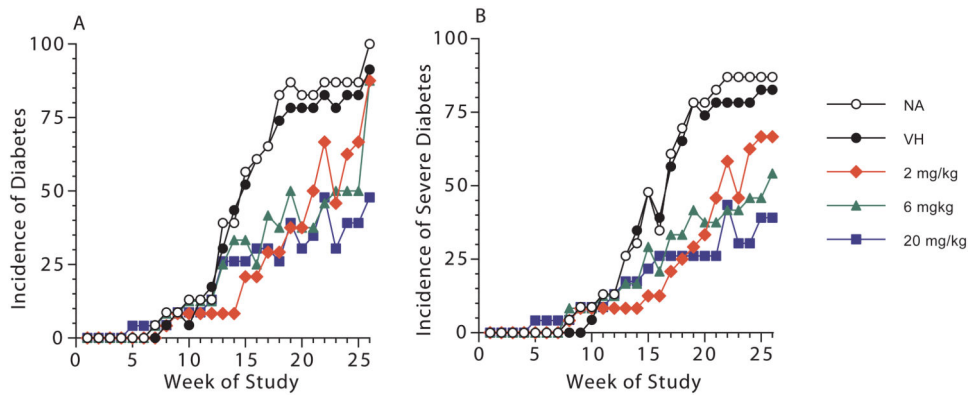 A
Incidence of Diabetes
100
75
50
25
0
0 5 10 15 20 25
Week of Study
B
Incidence of Severe Diabetes
100
75
50
25
0
0 5 10 15 20 25
Week of Study
NA
VH
2 mg/kg
6 mgkg
20 mg/kg